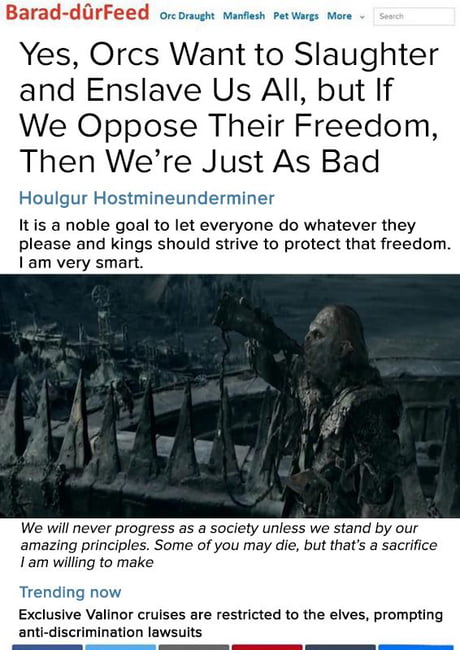 Barad-dûrFeed Orc Draught Manflesh Pet Wargs More Search
Yes, Orcs Want to Slaughter
and Enslave Us All, but If
We Oppose Their Freedom,
Then We're Just As Bad
Houlgur Hostmineunderminer
It is a noble goal to let everyone do whatever they
please and kings should strive to protect that freedom.
I am very smart.
We will never progress as a society unless we stand by our
amazing principles. Some of you may die, but that's a sacrifice
I am willing to make
Trending now
Exclusive Valinor cruises are restricted to the elves, prompting
anti-discrimination lawsuits